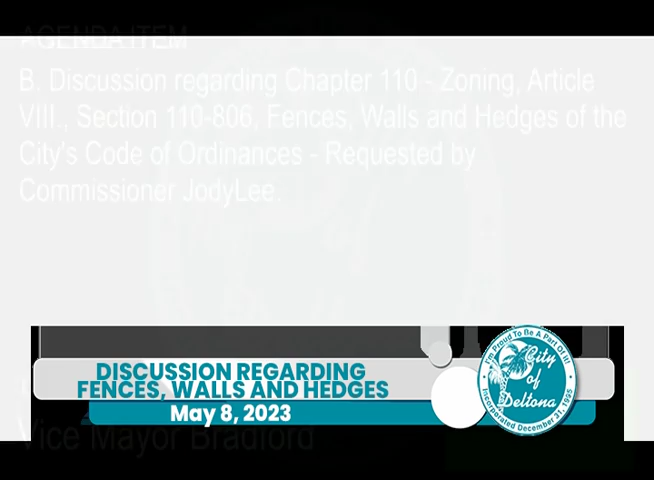 AGENDA ITEM
B. Discussion regarding Chapter 110 - Zoning, Article
VIII., Section 110-806, Fences, Walls and Hedges of the
City's Code of Ordinances - Requested by
Commissioner JodyLee.
DISCUSSION REGARDING
FENCES, WALLS AND HEDGES
May 8, 2023
I'm Proud To Be A Part Of It!
City
of
Deltona
Incorporated December 31, 1995
Vice Mayor Bradford